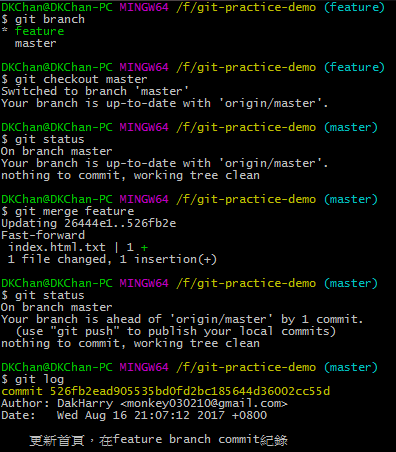 DKChan@DKChan-PC MINGW64 /f/git-practice-demo (feature)
$ git branch
* feature
  master

DKChan@DKChan-PC MINGW64 /f/git-practice-demo (feature)
$ git checkout master
Switched to branch 'master'
Your branch is up-to-date with 'origin/master'.

DKChan@DKChan-PC MINGW64 /f/git-practice-demo (master)
$ git status
On branch master
Your branch is up-to-date with 'origin/master'.
nothing to commit, working tree clean

DKChan@DKChan-PC MINGW64 /f/git-practice-demo (master)
$ git merge feature
Updating 26444e1..526fb2e
Fast-forward
 index.html.txt | 1 +
 1 file changed, 1 insertion(+)

DKChan@DKChan-PC MINGW64 /f/git-practice-demo (master)
$ git status
On branch master
Your branch is ahead of 'origin/master' by 1 commit.
  (use "git push" to publish your local commits)
nothing to commit, working tree clean

DKChan@DKChan-PC MINGW64 /f/git-practice-demo (master)
$ git log
commit 526fb2ead905535bd0fd2bc185644d36002cc55d
Author: DakHarry <monkey030210@gmail.com>
Date:   Wed Aug 16 21:07:12 2017 +0800

    更新首頁，在feature branch commit紀錄